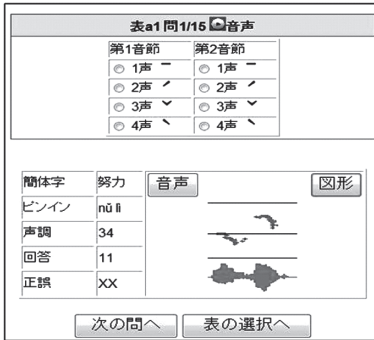 表a1 問1/15 音声
第1音節 第2音節
1声 ˉ 1声 ˉ
2声 ˊ 2声 ˊ
3声 ˇ 3声 ˇ
4声 ˋ 4声 ˋ
簡体字 努力 音声 図形
ピンイン nǔ lì
声調 34
回答 11
正誤 XX
次の問へ 表の選択へ